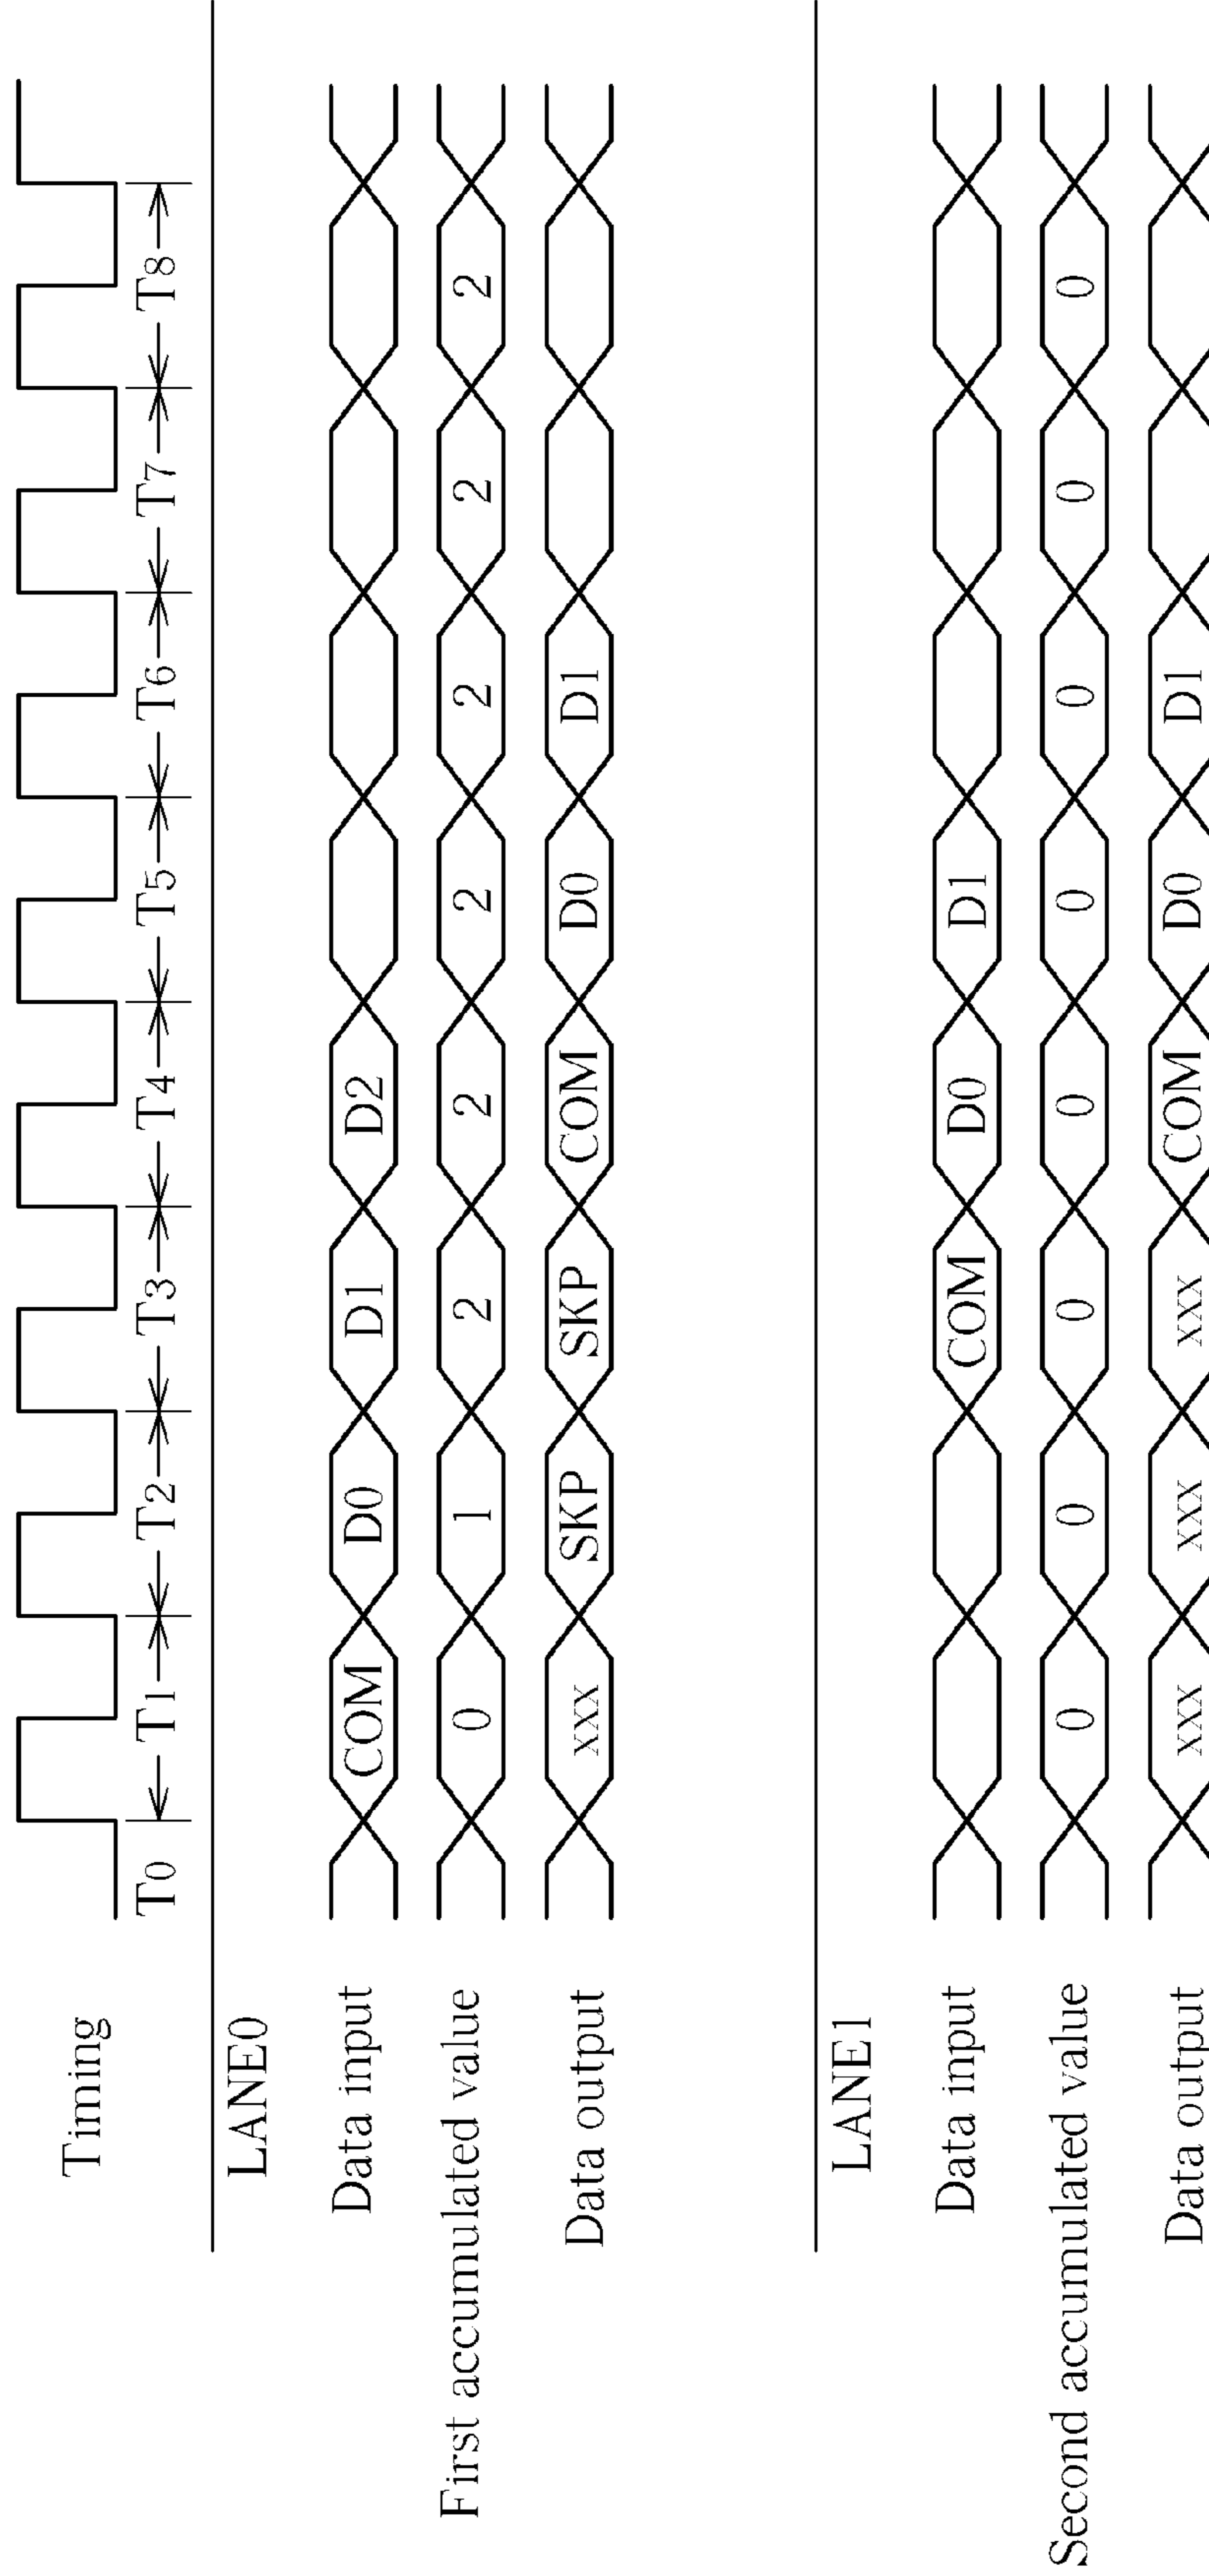 Timing
T0 T1 T2 T3 T4 T5 T6 T7 T8
LANE0
Data input COM D0 D1 D2
First accumulated value 0 1 2 2 2 2 2 2
Data output xxx SKP SKP COM D0 D1
LANE1
Data input COM D0 D1
Second accumulated value 0 0 0 0 0 0 0 0
Data output xxx xxx xxx COM D0 D1